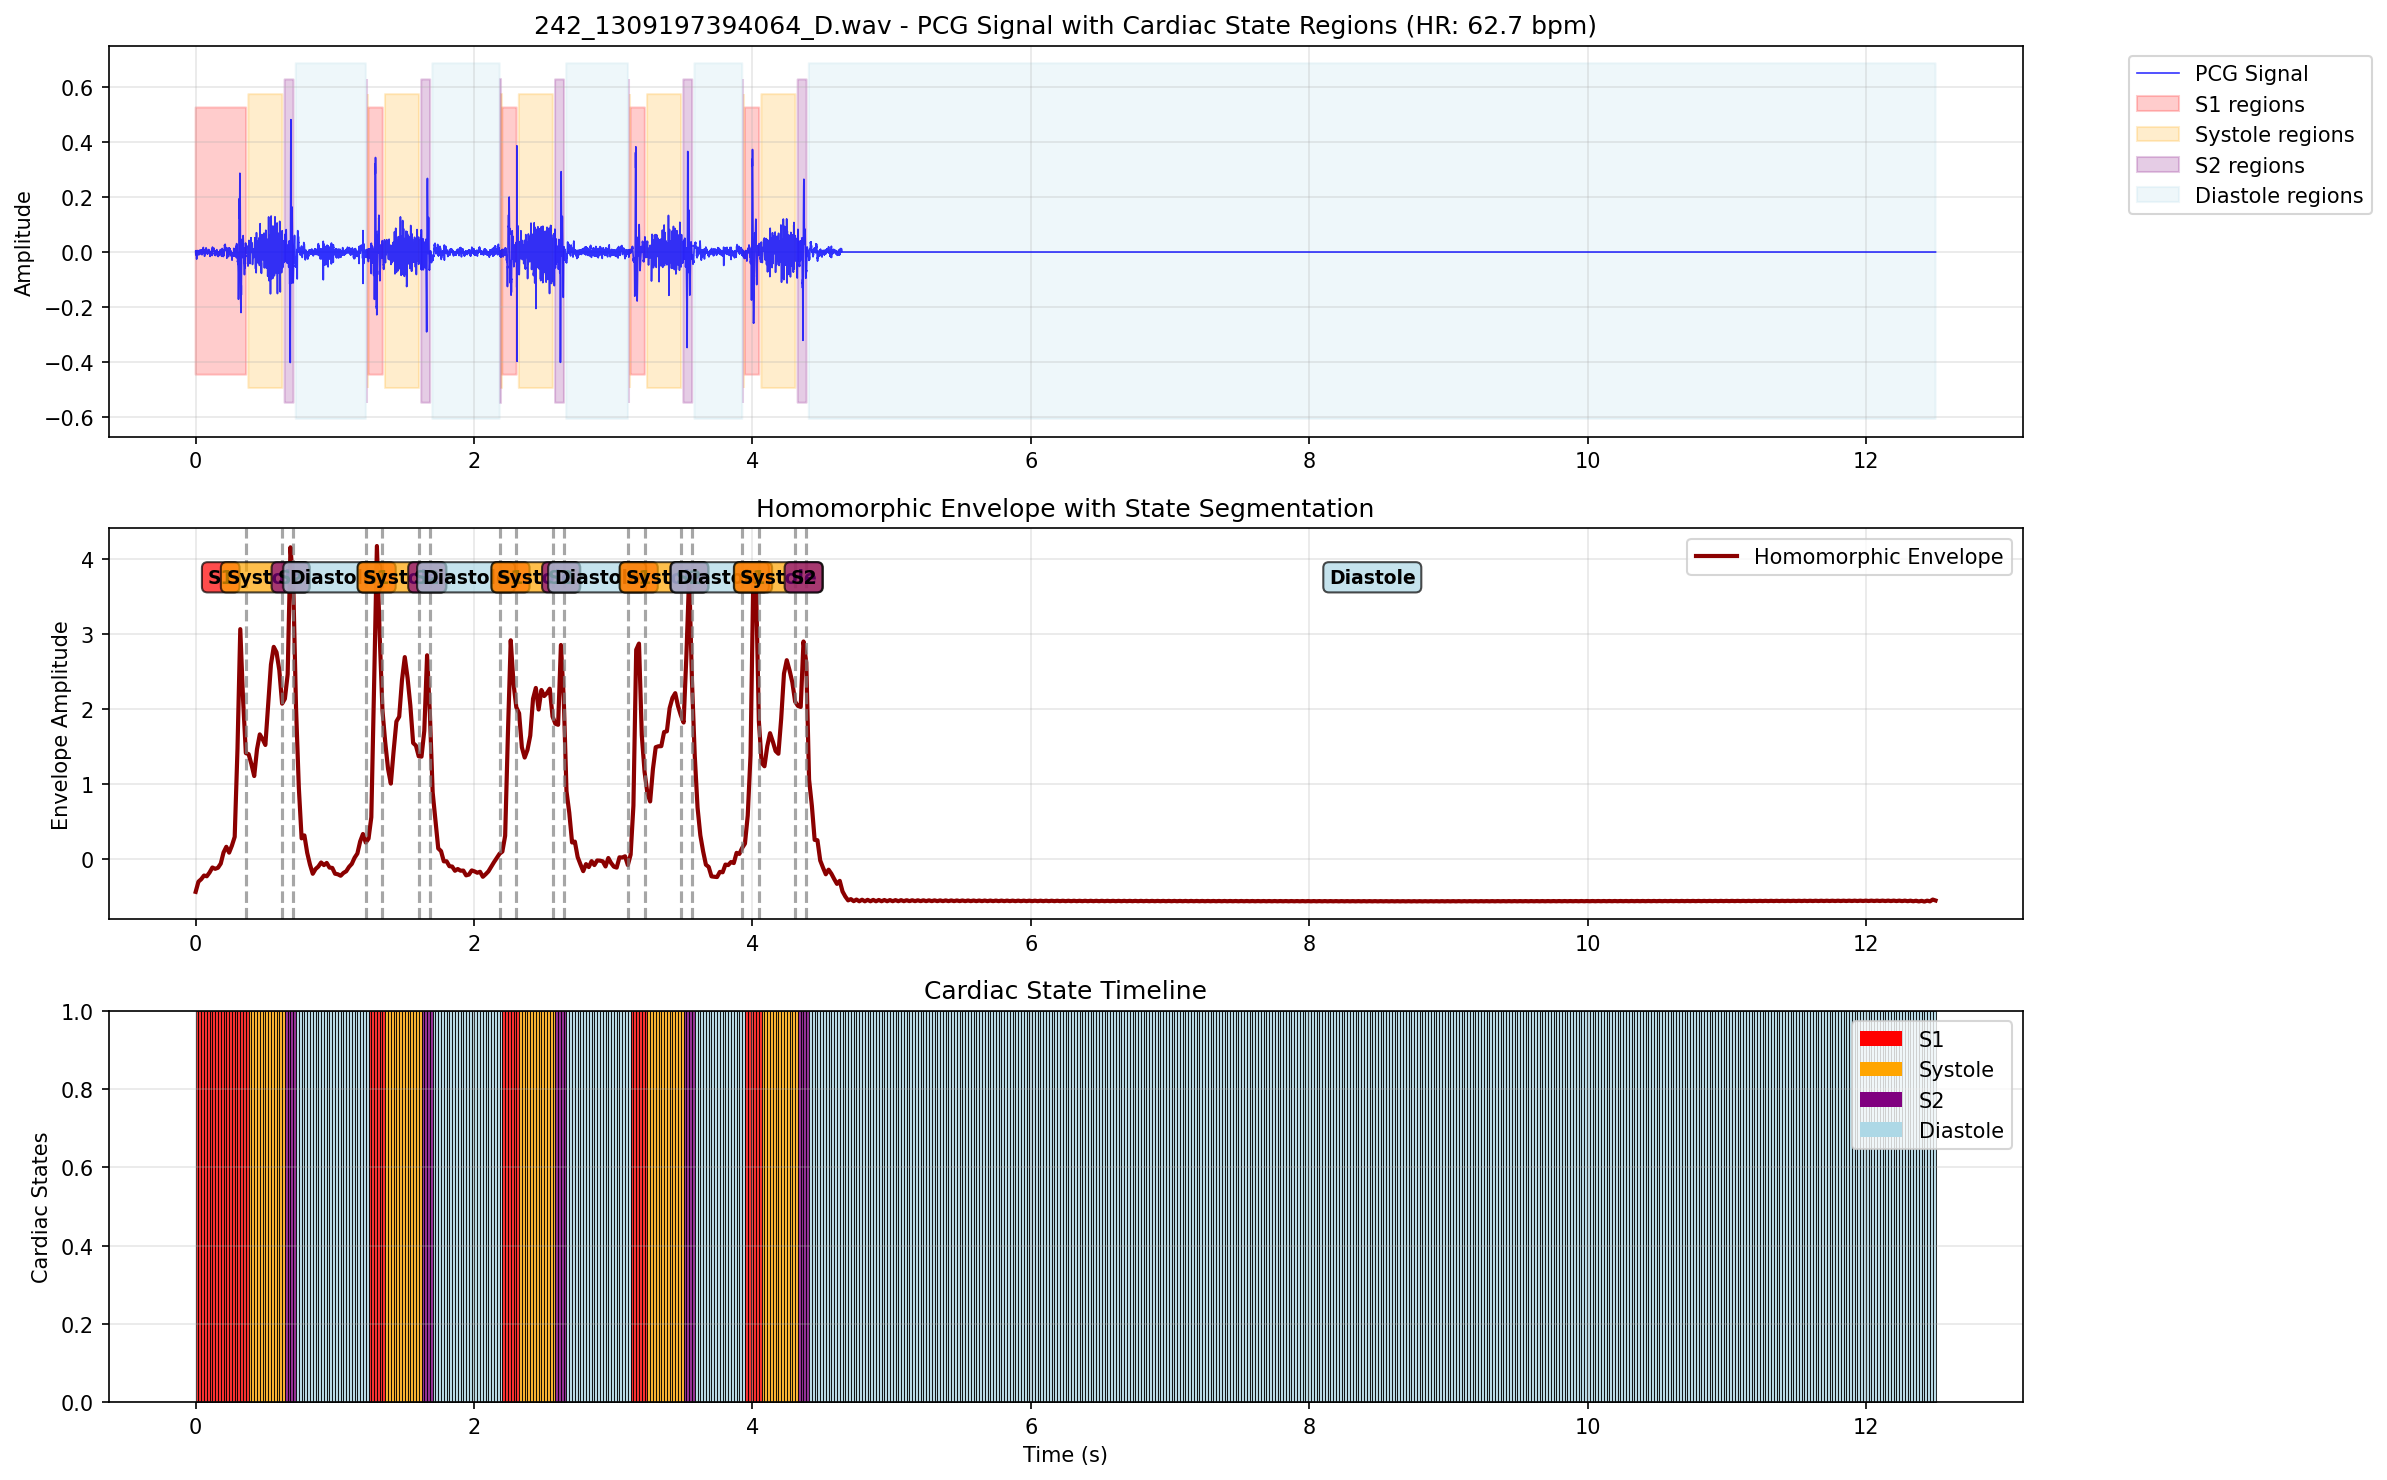 242_1309197394064_D.wav - PCG Signal with Cardiac State Regions (HR: 62.7 bpm)
Amplitude
0.6
0.4
0.2
0.0
−0.2
−0.4
−0.6
0 2 4 6 8 10 12
PCG Signal
S1 regions
Systole regions
S2 regions
Diastole regions
Homomorphic Envelope with State Segmentation
Envelope Amplitude
4
3
2
1
0
Homomorphic Envelope
Syst Diasto Syst Diasto Syst Diasto Syst Diast Syst S2 Diastole
0 2 4 6 8 10 12
Cardiac State Timeline
Cardiac States
1.0
0.8
0.6
0.4
0.2
0.0
S1
Systole
S2
Diastole
0 2 4 6 8 10 12
Time (s)